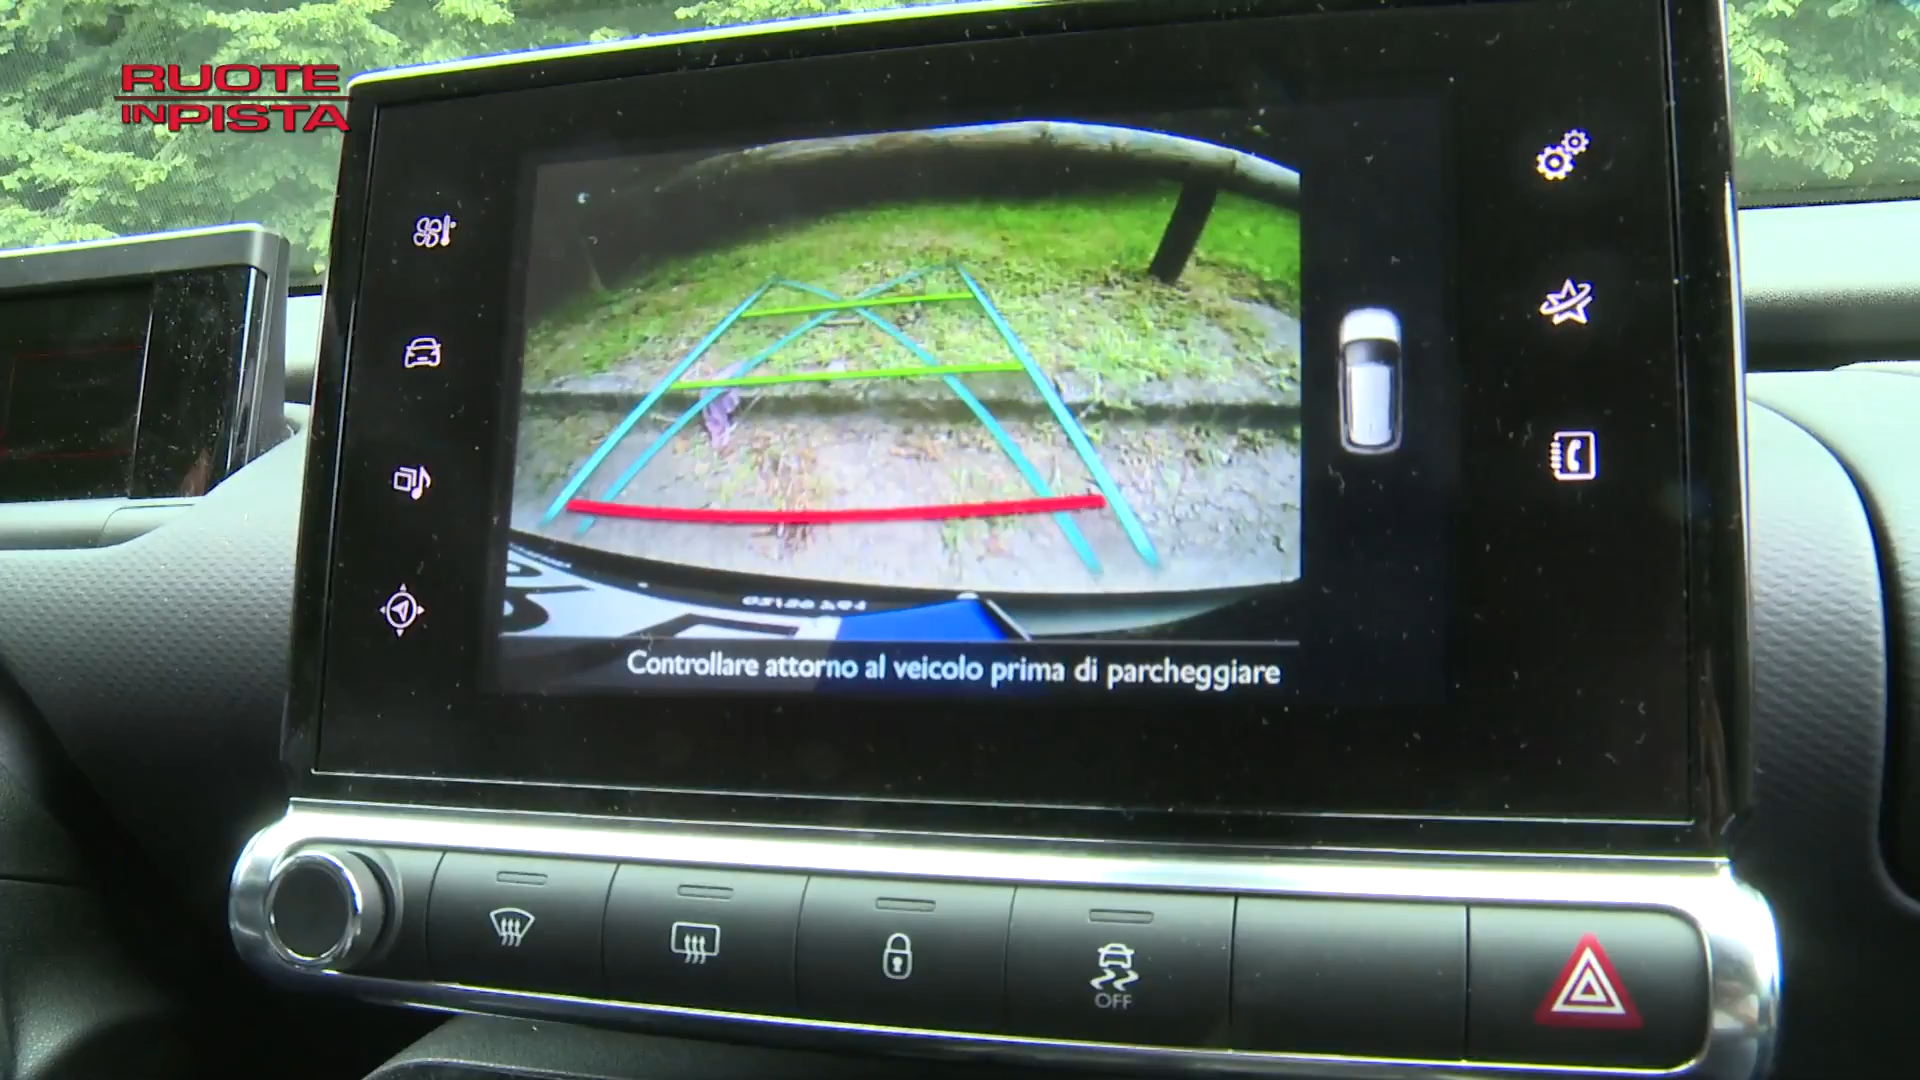 RUOTE
IN PISTA
Controllare attorno al veicolo prima di parcheggiare
OFF